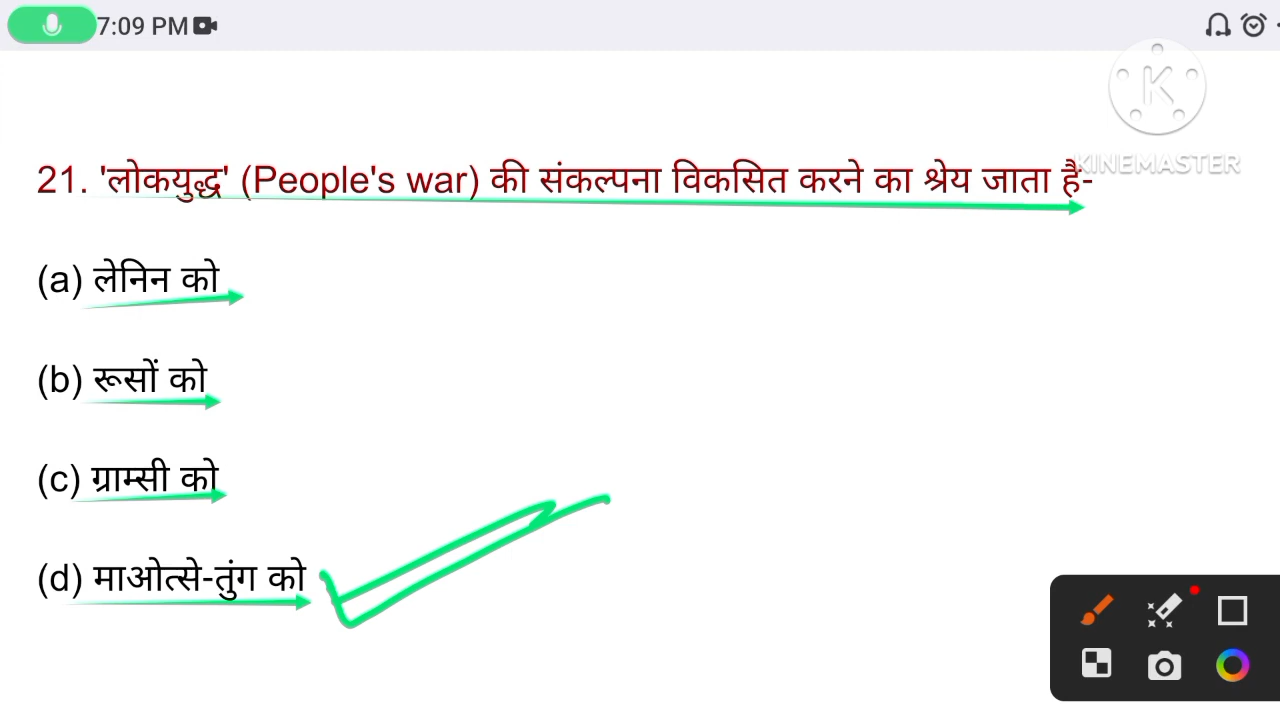 7:09 PM
K
KINEMASTER
21. 'लोकयुद्ध' (People's war) की संकल्पना विकसित करने का श्रेय जाता है-
(a) लेनिन को
(b) रूसों को
(c) ग्राम्सी को
(d) माओत्से-तुंग को